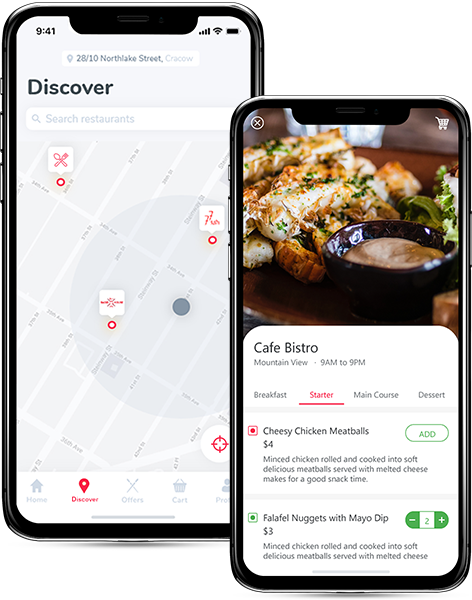 9:41
28/10 Northlake Street, Cracow
Discover
Search restaurants
Home
Discover
Offers
Cart
Cafe Bistro
Mountain View - 9AM to 9PM
Breakfast
Starter
Main Course
Dessert
Cheesy Chicken Meatballs
ADD
$4
Minced chicken rolled and cooked into soft
delicious meatballs served with melted cheese
makes for a good snack time.
Falafel Nuggets with Mayo Dip
− 2 +
$3
Minced chicken rolled and cooked into soft
delicious meatballs served with melted cheese